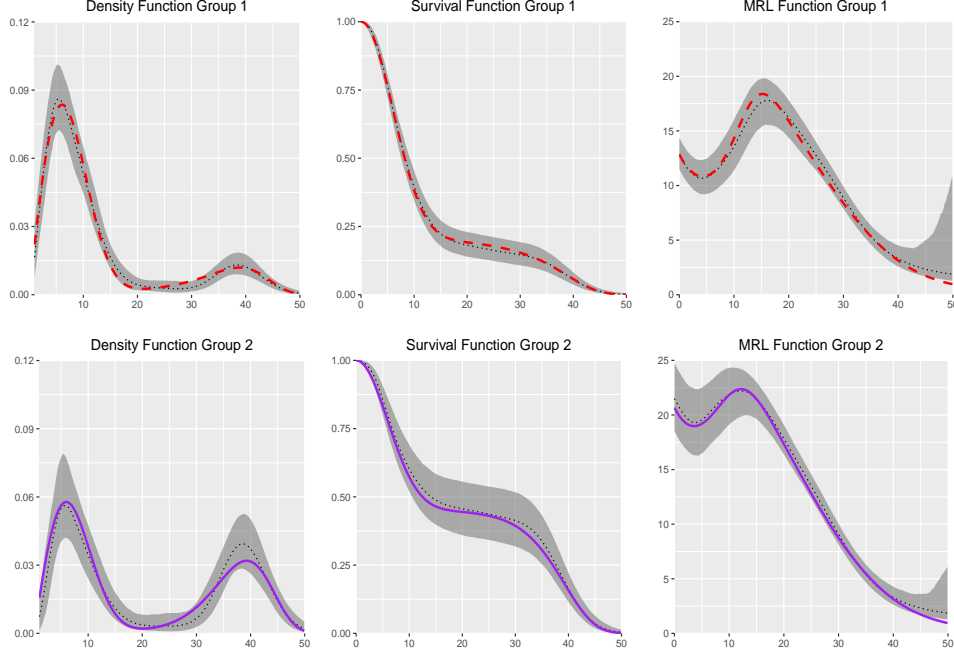 Density Function Group 1
0.12
0.09
0.06
0.03
0.00
10 20 30 40 50
Survival Function Group 1
1.00
0.75
0.50
0.25
0.00
0 10 20 30 40 50
MRL Function Group 1
25
20
15
10
5
0
0 10 20 30 40 50
Density Function Group 2
0.12
0.09
0.06
0.03
0.00
10 20 30 40 50
Survival Function Group 2
1.00
0.75
0.50
0.25
0.00
0 10 20 30 40 50
MRL Function Group 2
25
20
15
10
5
0
0 10 20 30 40 50